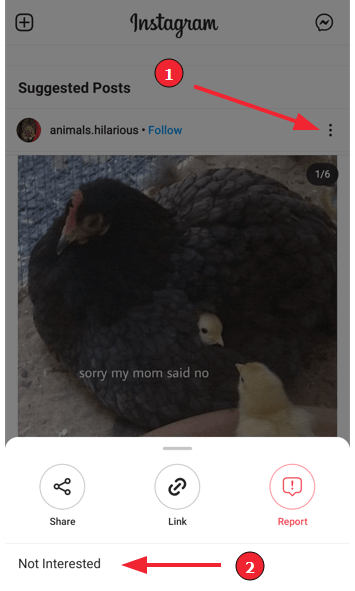 Instagram
1
Suggested Posts
animals.hilarious • Follow
1/6
sorry my mom said no
Share
Link
Report
Not Interested
2